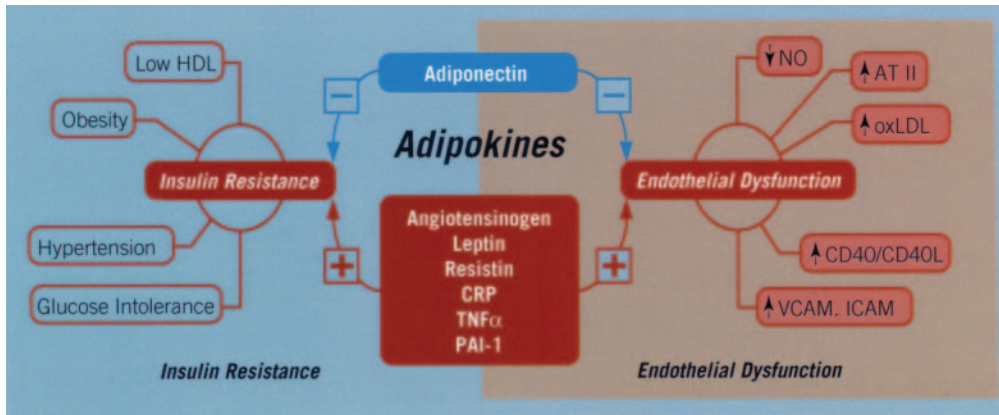 Low HDL
Obesity
Insulin Resistance
Hypertension
Glucose Intolerance
Insulin Resistance
Adiponectin
−
−
Adipokines
Angiotensinogen
Leptin
Resistin
CRP
TNFα
PAI-1
+
+
↓NO
↑AT II
↑oxLDL
Endothelial Dysfunction
↑CD40/CD40L
↑VCAM. ICAM
Endothelial Dysfunction